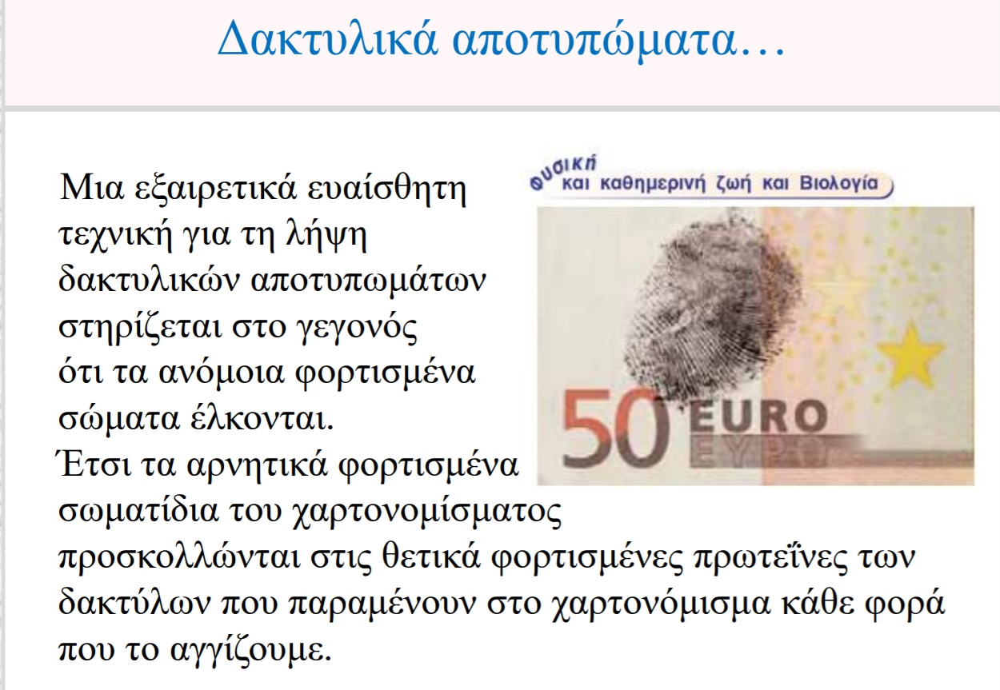 Δακτυλικά αποτυπώματα…
Μια εξαιρετικά ευαίσθητη
τεχνική για τη λήψη
δακτυλικών αποτυπωμάτων
στηρίζεται στο γεγονός
ότι τα ανόμοια φορτισμένα
σώματα έλκονται.
Έτσι τα αρνητικά φορτισμένα
σωματίδια του χαρτονομίσματος
προσκολλώνται στις θετικά φορτισμένες πρωτεΐνες των
δακτύλων που παραμένουν στο χαρτονόμισμα κάθε φορά
που το αγγίζουμε.
Φυσική
και καθημερινή ζωή και Βιολογία
50 EURO
ΕΥΡΩ